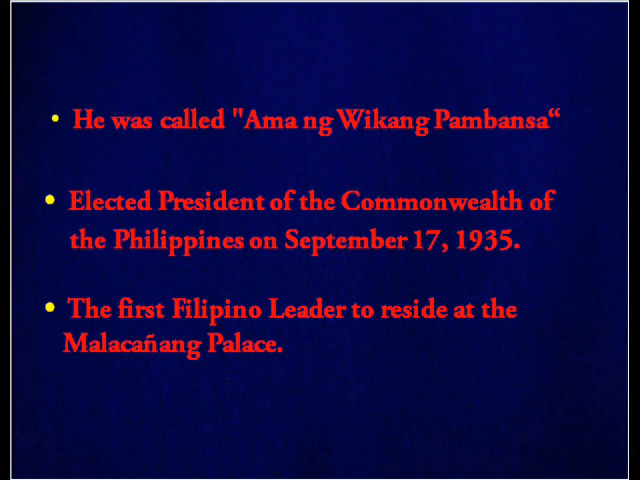 • He was called "Ama ng Wikang Pambansa“
• Elected President of the Commonwealth of
the Philippines on September 17, 1935.
• The first Filipino Leader to reside at the
Malacañang Palace.